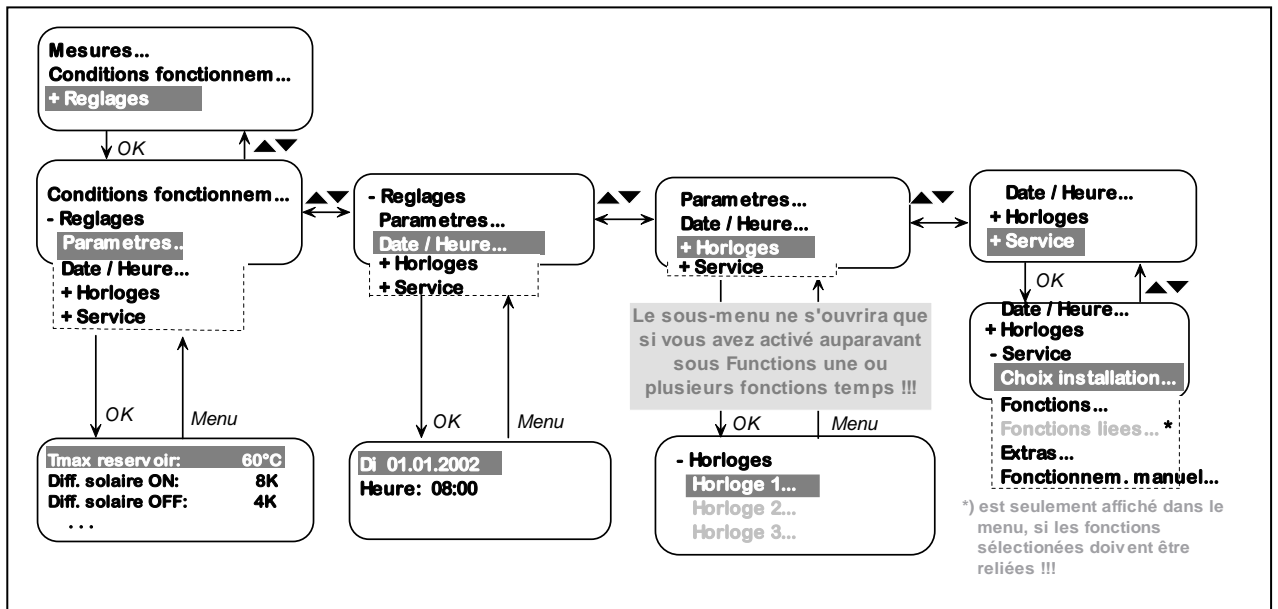 Mesures...
Conditions fonctionnem...
+ Reglages
OK
Conditions fonctionnem...
- Reglages
Parametres..
Date / Heure...
+ Horloges
+ Service
OK
Menu
Tmax reservoir: 60°C
Diff. solaire ON: 8K
Diff. solaire OFF: 4K
...
- Reglages
Parametres...
Date / Heure...
+ Horloges
+ Service
OK
Menu
Di 01.01.2002
Heure: 08:00
Parametres...
Date / Heure...
+ Horloges
+ Service
Le sous-menu ne s'ouvrira que
si vous avez activé auparavant
sous Functions une ou
plusieurs fonctions temps !!!
OK
Menu
- Horloges
Horloge 1...
Horloge 2...
Horloge 3...
Date / Heure...
+ Horloges
+ Service
OK
Date / Heure...
+ Horloges
- Service
Choix installation...
Fonctions...
Fonctions liees... *
Extras...
Fonctionnem. manuel...
*) est seulement affiché dans le
menu, si les fonctions
sélectionées doivent être
reliées !!!